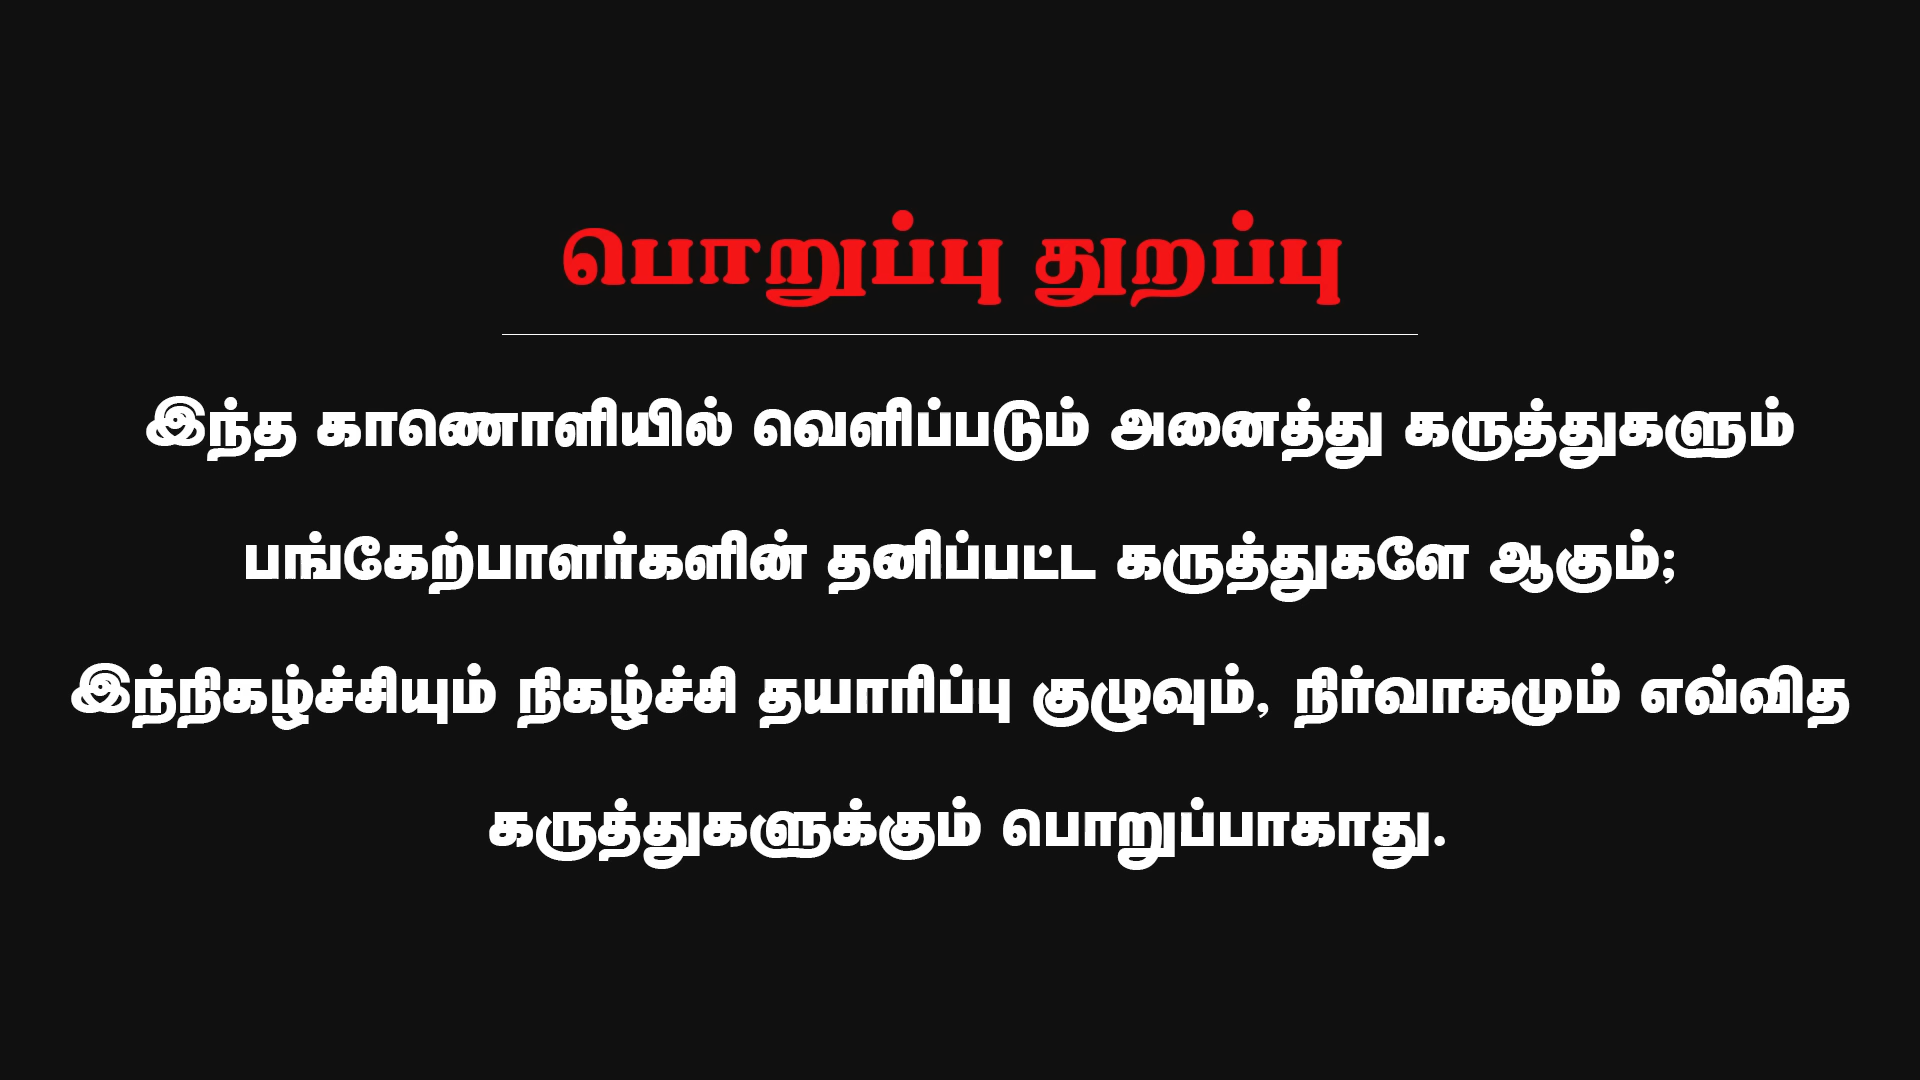 பொறுப்பு துறப்பு
இந்த காணொளியில் வெளிப்படும் அனைத்து கருத்துகளும்
பங்கேற்பாளர்களின் தனிப்பட்ட கருத்துகளே ஆகும்;
இந்நிகழ்ச்சியும் நிகழ்ச்சி தயாரிப்பு குழுவும், நிர்வாகமும் எவ்வித
கருத்துகளுக்கும் பொறுப்பாகாது.